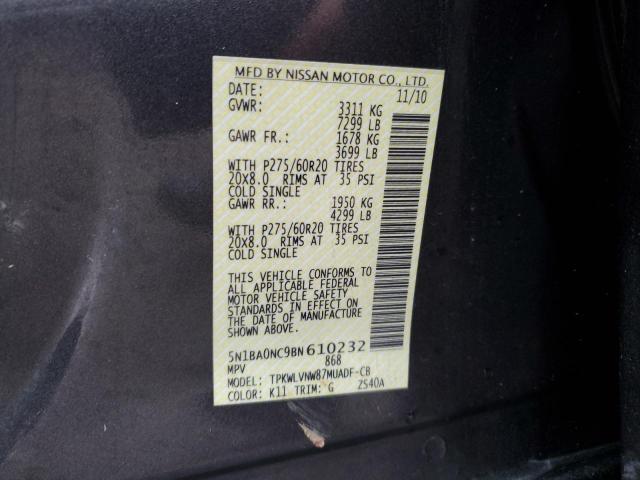 MFD BY NISSAN MOTOR CO., LTD.
DATE: 11/10
GVWR: 3311 KG
7299 LB
GAWR FR.: 1678 KG
3699 LB
WITH P275/60R20 TIRES
20X8.0 RIMS AT 35 PSI
COLD SINGLE
GAWR RR.: 1950 KG
4299 LB
WITH P275/60R20 TIRES
20X8.0 RIMS AT 35 PSI
COLD SINGLE
THIS VEHICLE CONFORMS TO
ALL APPLICABLE FEDERAL
MOTOR VEHICLE SAFETY
STANDARDS IN EFFECT ON
THE DATE OF MANUFACTURE
SHOWN ABOVE.
5N1BA0NC9BN610232
MPV 868
MODEL: TPKWLVNW87MUADF-CB
COLOR: K11 TRIM: G ZS40A